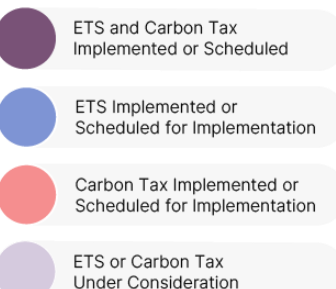 ETS and Carbon Tax
Implemented or Scheduled
ETS Implemented or
Scheduled for Implementation
Carbon Tax Implemented or
Scheduled for Implementation
ETS or Carbon Tax
Under Consideration